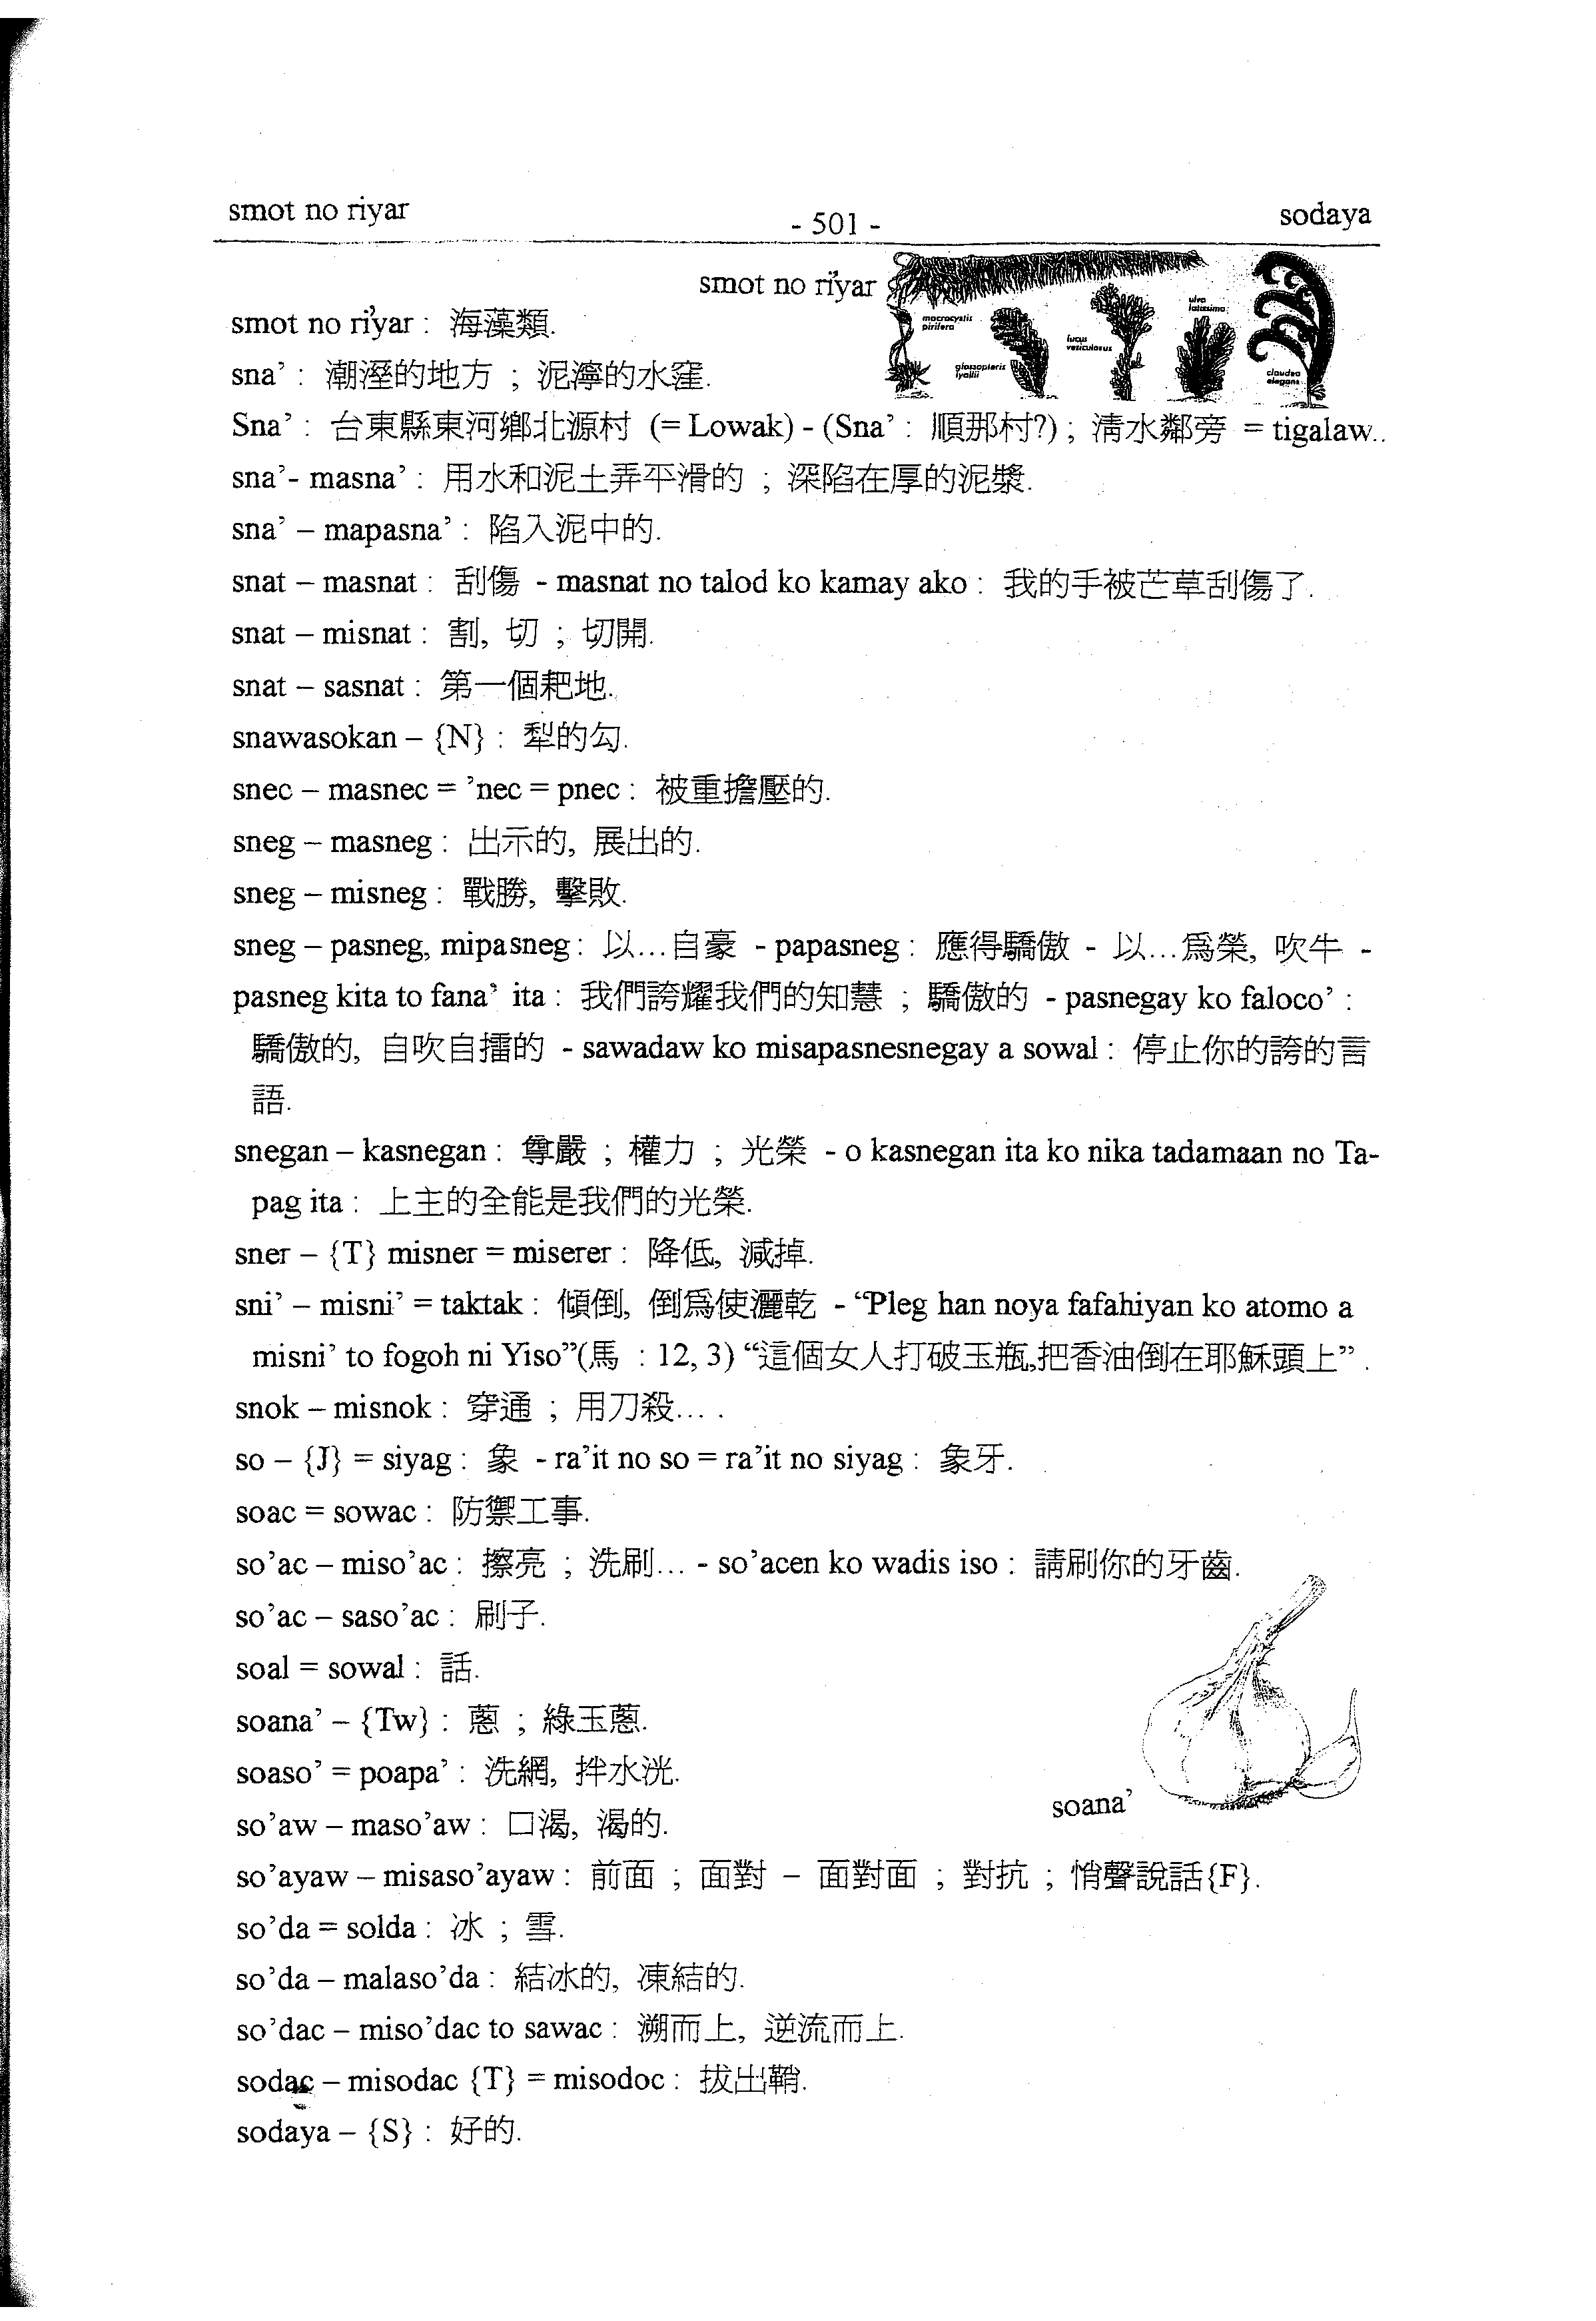 smot no riyar
- 501 -
sodaya
smot no ri’yar
macrocystis
pirifera
glossopteris
lyallii
fucus
vesiculosus
ulva
latissima
claudea
elegans
smot no ri’yar : 海藻類.
sna’ : 潮溼的地方 ; 泥濘的水窪.
Sna’ : 台東縣東河鄉北源村 (= Lowak) - (Sna’ : 順那村?) ; 清水鄰旁 = tigalaw..
sna’- masna’ : 用水和泥土弄平滑的 ; 深陷在厚的泥漿.
sna’ – mapasna’ : 陷入泥中的.
snat – masnat : 刮傷 - masnat no talod ko kamay ako : 我的手被芒草刮傷了.
snat – misnat : 割, 切 ; 切開.
snat – sasnat : 第一個耙地.
snawasokan – {N} : 犁的勾.
snec – masnec = ’nec = pnec : 被重擔壓的.
sneg – masneg : 出示的, 展出的.
sneg – misneg : 戰勝, 擊敗.
sneg – pasneg, mipasneg : 以...自豪 - papasneg : 應得驕傲 - 以...爲榮, 吹牛 -
pasneg kita to fana’ ita : 我們誇耀我們的知慧 ; 驕傲的 - pasnegay ko faloco’ :
驕傲的, 自吹自擂的 - sawadaw ko misapasnesnegay a sowal : 停止你的誇的言
語.
snegan – kasnegan : 尊嚴 ; 權力 ; 光榮 - o kasnegan ita ko nika tadamaan no Ta-
pag ita : 上主的全能是我們的光榮.
sner – {T} misner = miserer : 降低, 減掉.
sni’ – misni’ = taktak : 傾倒, 倒爲使灑乾 - “Pleg han noya fafahiyan ko atomo a
misni’ to fogoh ni Yiso”(馬 : 12, 3) “這個女人打破玉瓶,把香油倒在耶穌頭上” .
snok – misnok : 穿通 ; 用刀殺... .
so – {J} = siyag : 象 - ra’it no so = ra’it no siyag : 象牙.
soac = sowac : 防禦工事.
so’ac – miso’ac : 擦亮 ; 洗刷... - so’acen ko wadis iso : 請刷你的牙齒.
so’ac – saso’ac : 刷子.
soal = sowal : 話.
soana’ – {Tw} : 蔥 ; 綠玉蔥.
soaso’ = poapa’ : 洗網, 拌水洸.
soana’
so’aw – maso’aw : 口渴, 渴的.
so’ayaw – misaso’ayaw : 前面 ; 面對 – 面對面 ; 對抗 ; 悄聲說話{F}.
so’da = solda : 冰 ; 雪.
so’da – malaso’da : 結冰的, 凍結的.
so’dac – miso’dac to sawac : 溯而上, 逆流而上.
sodac – misodac {T} = misodoc : 拔出鞘.
sodaya – {S} : 好的.